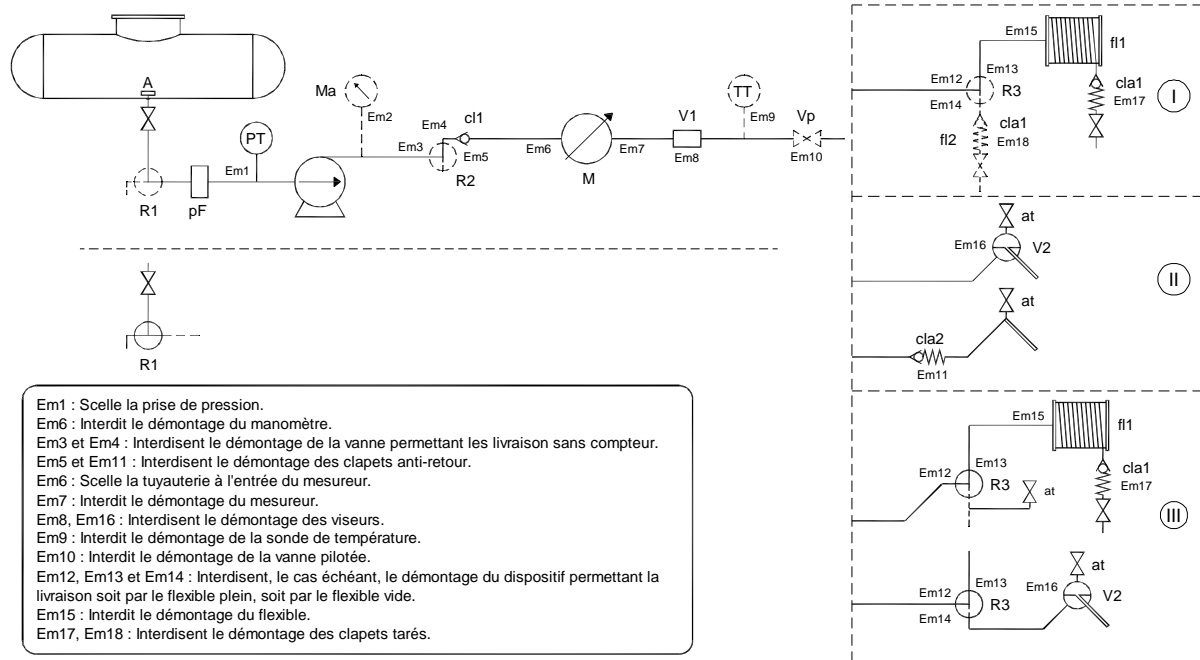 A
Ma
Em2
PT
Em1
R1
pF
Em3
Em4
cl1
Em5
R2
Em6
M
Em7
V1
Em8
TT
Em9
Vp
Em10
R1
Em15
fl1
Em12
Em13
Em14
R3
cla1
Em17
fl2
cla1
Em18
I
at
Em16
V2
at
cla2
Em11
II
Em15
fl1
Em12
Em13
R3
at
cla1
Em17
III
Em12
Em13
Em14
R3
Em16
at
V2
Em1 : Scelle la prise de pression.
Em6 : Interdit le démontage du manomètre.
Em3 et Em4 : Interdisent le démontage de la vanne permettant les livraison sans compteur.
Em5 et Em11 : Interdisent le démontage des clapets anti-retour.
Em6 : Scelle la tuyauterie à l'entrée du mesureur.
Em7 : Interdit le démontage du mesureur.
Em8, Em16 : Interdisent le démontage des viseurs.
Em9 : Interdit le démontage de la sonde de température.
Em10 : Interdit le démontage de la vanne pilotée.
Em12, Em13 et Em14 : Interdisent, le cas échéant, le démontage du dispositif permettant la
livraison soit par le flexible plein, soit par le flexible vide.
Em15 : Interdit le démontage du flexible.
Em17, Em18 : Interdisent le démontage des clapets tarés.